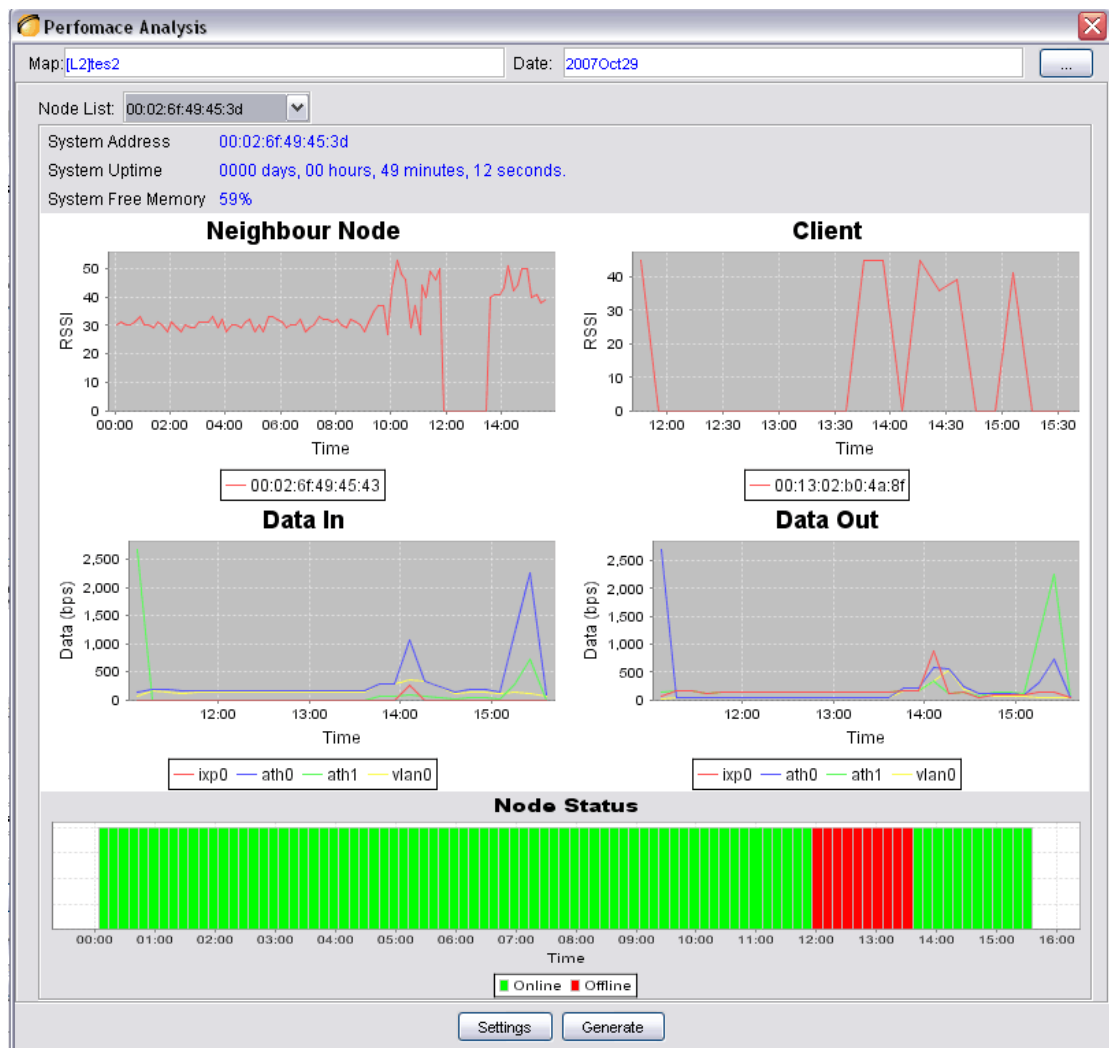 Perfomace Analysis
Map: [L2]tes2 Date: 2007Oct29 ...
Node List: 00:02:6f:49:45:3d
System Address 00:02:6f:49:45:3d
System Uptime 0000 days, 00 hours, 49 minutes, 12 seconds.
System Free Memory 59%
Neighbour Node
RSSI
50
40
30
20
10
0
00:00 02:00 04:00 06:00 08:00 10:00 12:00 14:00
Time
00:02:6f:49:45:43
Client
RSSI
40
30
20
10
0
12:00 12:30 13:00 13:30 14:00 14:30 15:00 15:30
Time
00:13:02:b0:4a:8f
Data In
Data (bps)
2,500
2,000
1,500
1,000
500
0
12:00 13:00 14:00 15:00
Time
ixp0 ath0 ath1 vlan0
Data Out
Data (bps)
2,500
2,000
1,500
1,000
500
0
12:00 13:00 14:00 15:00
Time
ixp0 ath0 ath1 vlan0
Node Status
00:00 01:00 02:00 03:00 04:00 05:00 06:00 07:00 08:00 09:00 10:00 11:00 12:00 13:00 14:00 15:00 16:00
Time
Online Offline
Settings Generate